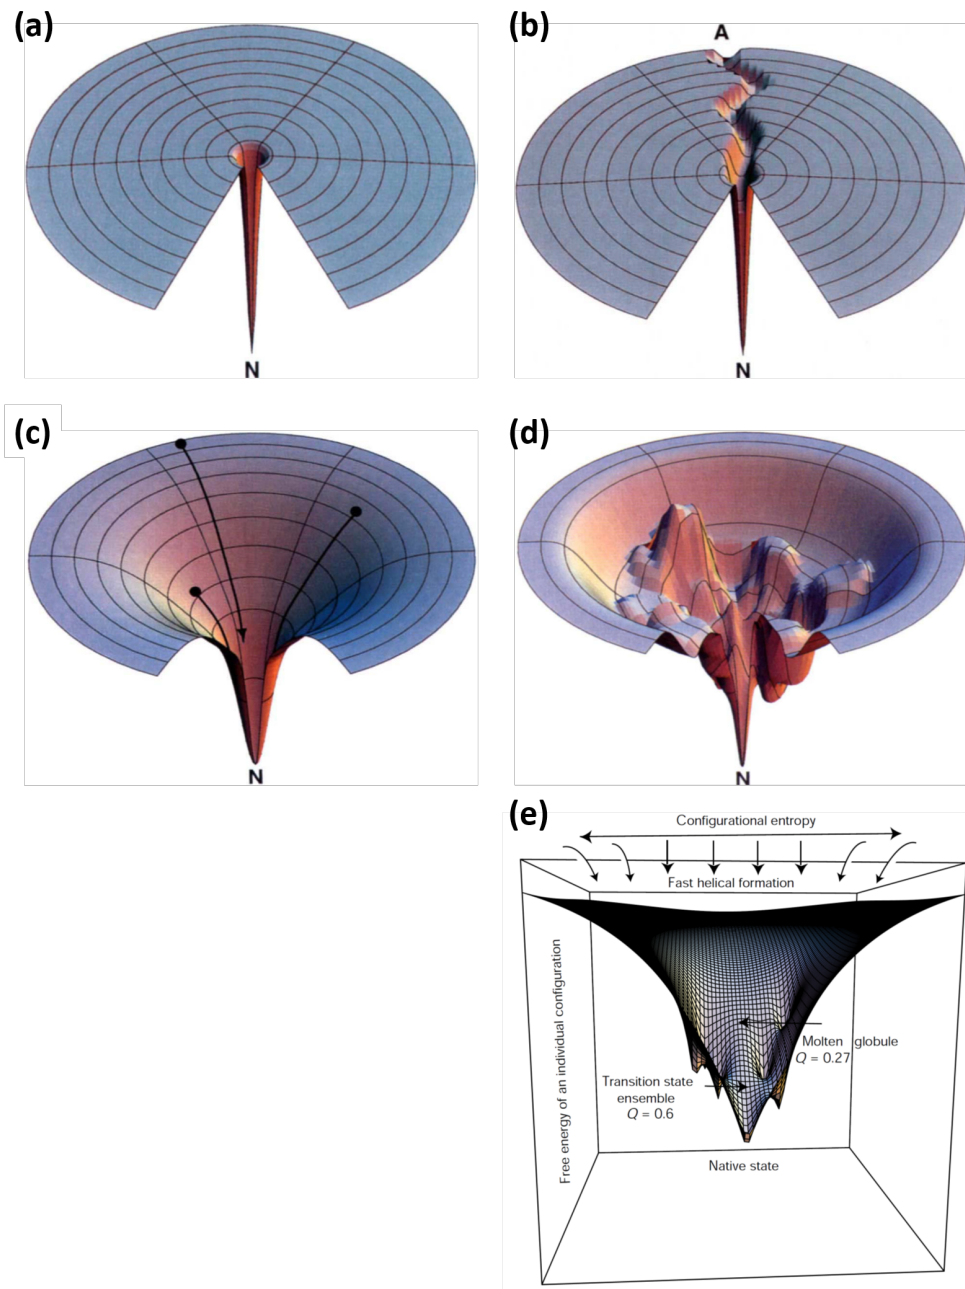 (a)
N
(b)
A
N
(c)
N
(d)
N
(e)
Configurational entropy
Fast helical formation
Free energy of an individual configuration
Molten globule
Q = 0.27
Transition state
ensemble
Q = 0.6
Native state